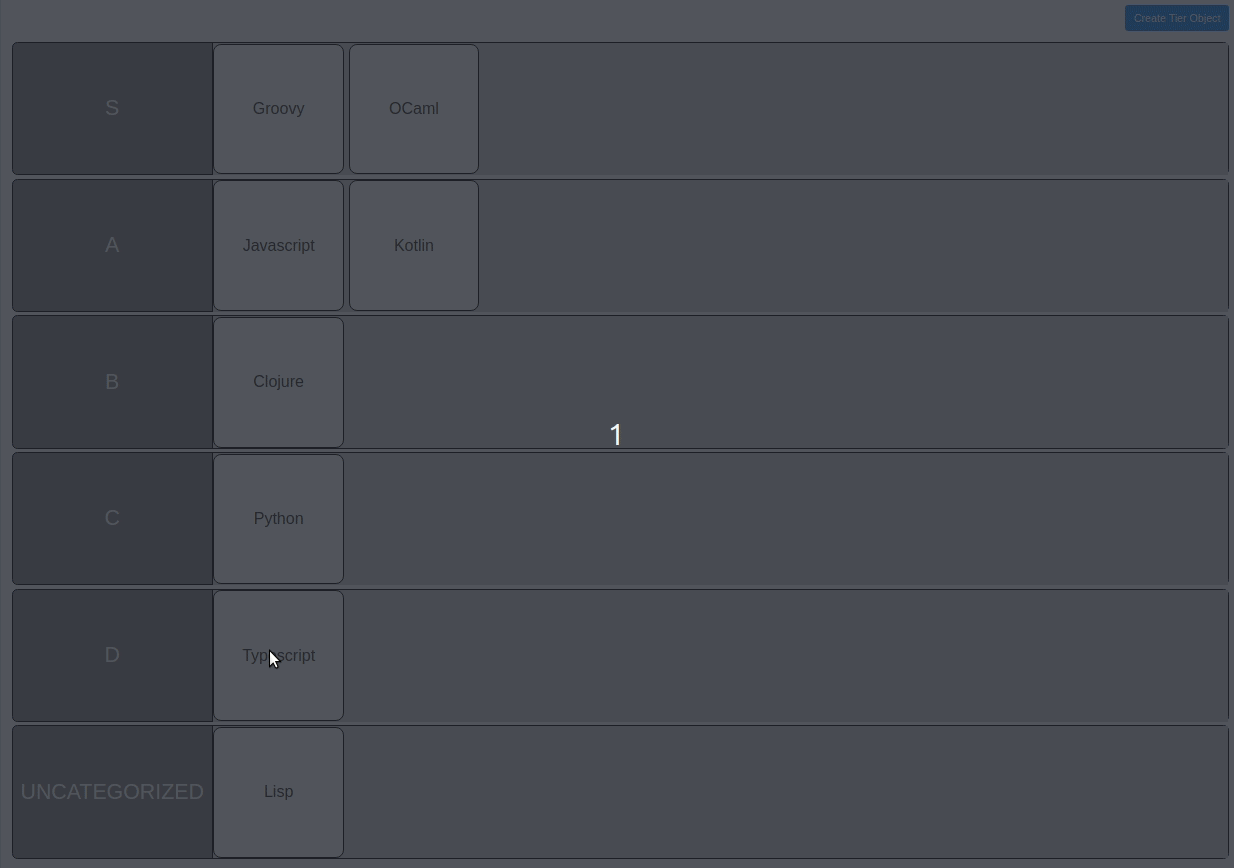 Create Tier Object
S
Groovy
OCaml
A
Javascript
Kotlin
B
Clojure
1
C
Python
D
Typescript
UNCATEGORIZED
Lisp